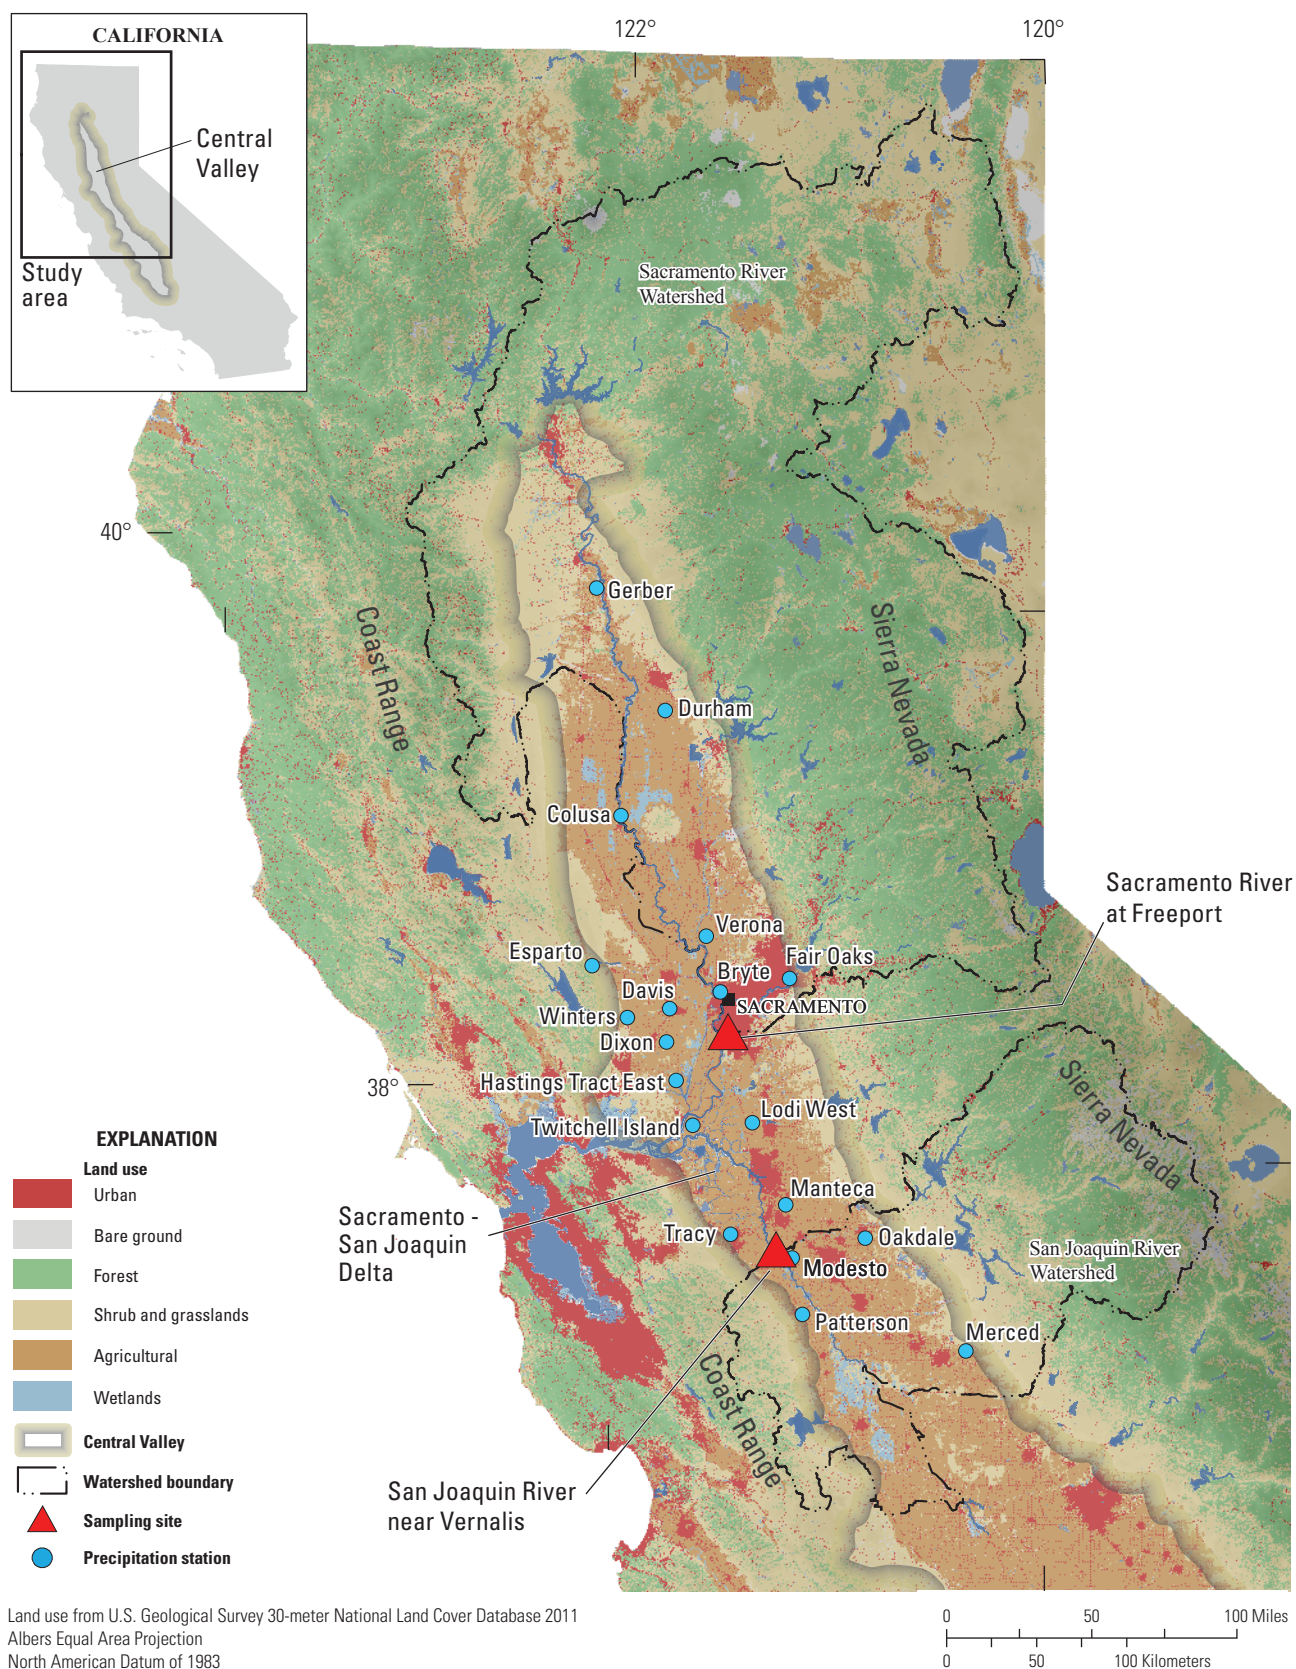 CALIFORNIA
Central
Valley
Study
area
122°
120°
Sacramento River
Watershed
40°
Gerber
Coast Range
Sierra Nevada
Durham
Colusa
Sacramento River
at Freeport
Verona
Esparto
Fair Oaks
Bryte
Davis
SACRAMENTO
Winters
Dixon
38°
Hastings Tract East
Sierra Nevada
Lodi West
Twitchell Island
EXPLANATION
Land use
Urban
Bare ground
Forest
Shrub and grasslands
Agricultural
Wetlands
Central Valley
Watershed boundary
Sampling site
Precipitation station
Manteca
Sacramento -
San Joaquin
Delta
Tracy
Oakdale
San Joaquin River
Watershed
Modesto
Patterson
Merced
Coast Range
San Joaquin River
near Vernalis
Land use from U.S. Geological Survey 30-meter National Land Cover Database 2011
Albers Equal Area Projection
North American Datum of 1983
0 50 100 Miles
0 50 100 Kilometers